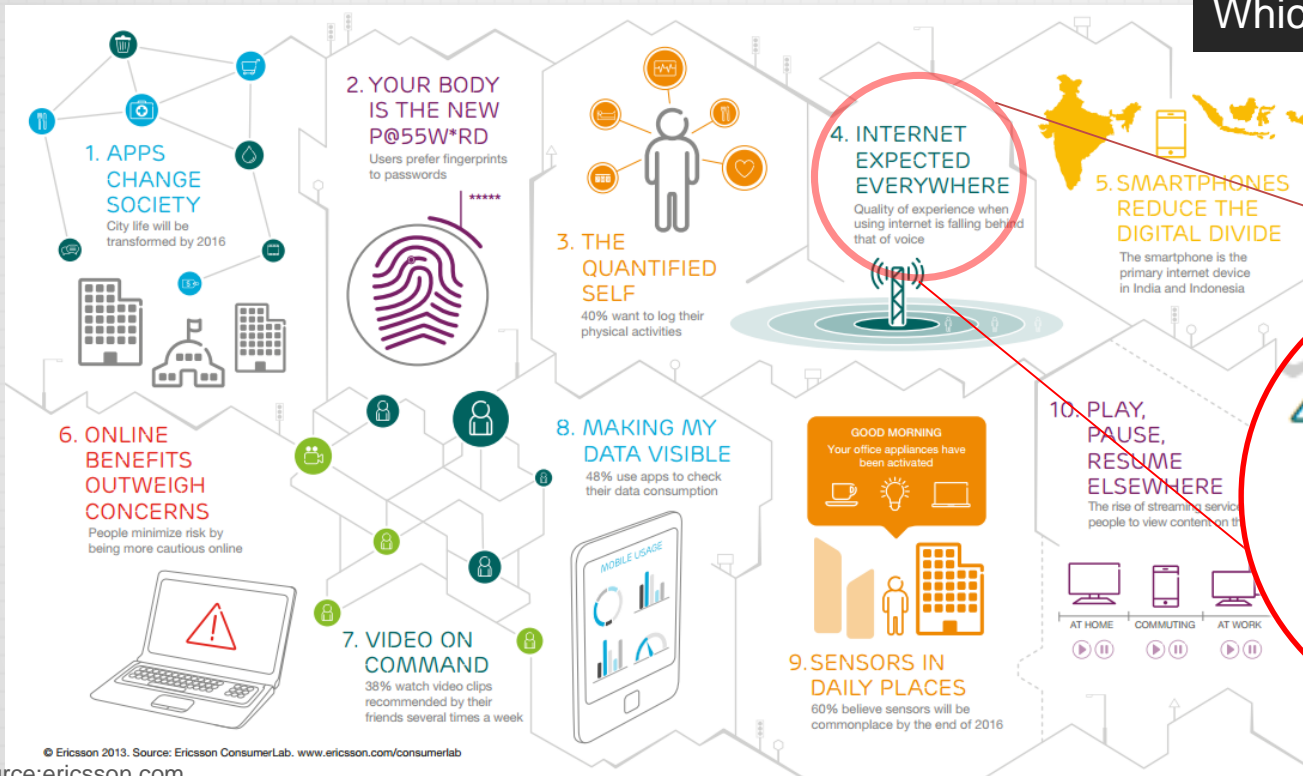 Whic
1. APPS
CHANGE
SOCIETY
City life will be
transformed by 2016
2. YOUR BODY
IS THE NEW
P@55W*RD
Users prefer fingerprints
to passwords
*****
3. THE
QUANTIFIED
SELF
40% want to log their
physical activities
4. INTERNET
EXPECTED
EVERYWHERE
Quality of experience when
using internet is falling behind
that of voice
5. SMARTPHONES
REDUCE THE
DIGITAL DIVIDE
The smartphone is the
primary internet device
in India and Indonesia
6. ONLINE
BENEFITS
OUTWEIGH
CONCERNS
People minimize risk by
being more cautious online
7. VIDEO ON
COMMAND
38% watch video clips
recommended by their
friends several times a week
8. MAKING MY
DATA VISIBLE
48% use apps to check
their data consumption
MOBILE USAGE
GOOD MORNING
Your office appliances have
been activated
9. SENSORS IN
DAILY PLACES
60% believe sensors will be
commonplace by the end of 2016
10. PLAY,
PAUSE,
RESUME
ELSEWHERE
The rise of streaming servic
people to view content on th
AT HOME
COMMUTING
AT WORK
© Ericsson 2013. Source: Ericsson ConsumerLab. www.ericsson.com/consumerlab
urce:ericsson.com